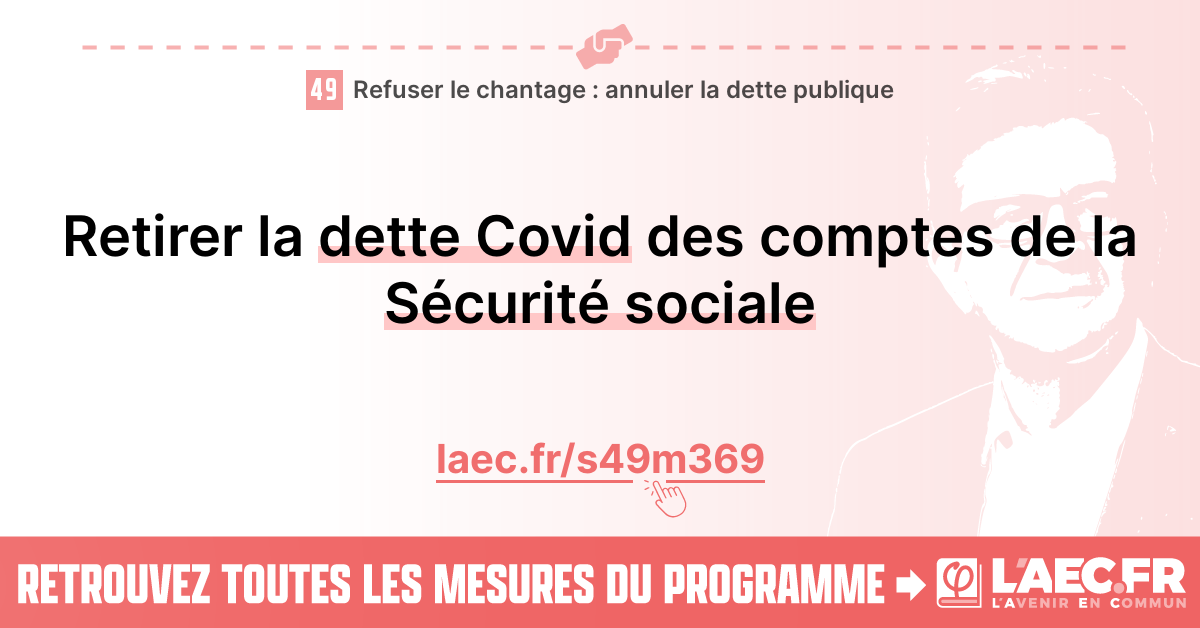 49 Refuser le chantage : annuler la dette publique
Retirer la dette Covid des comptes de la
Sécurité sociale
laec.fr/s49m369
RETROUVEZ TOUTES LES MESURES DU PROGRAMME
L'AEC.FR
L'AVENIR EN COMMUN